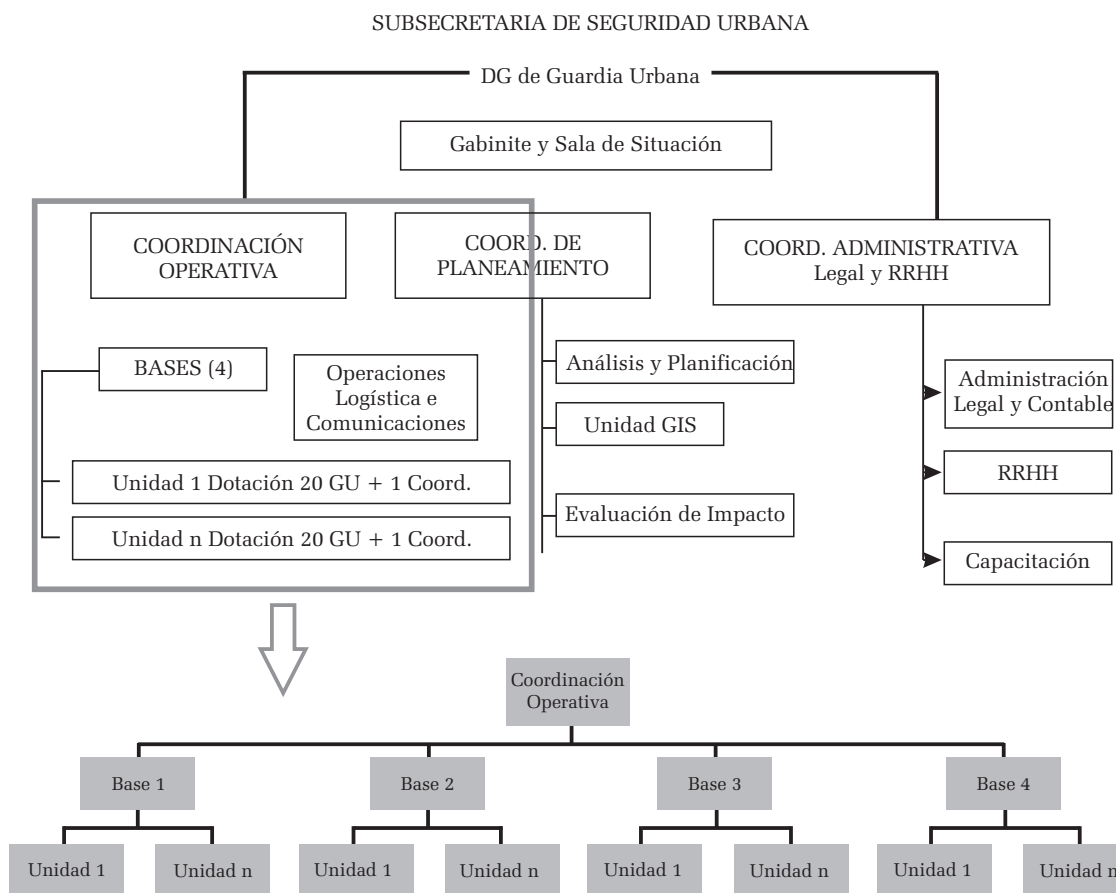 SUBSECRETARIA DE SEGURIDAD URBANA
DG de Guardia Urbana
Gabinite y Sala de Situación
COORDINACIÓN
OPERATIVA
COORD. DE
PLANEAMIENTO
COORD. ADMINISTRATIVA
Legal y RRHH
BASES (4)
Operaciones
Logística e
Comunicaciones
Unidad 1 Dotación 20 GU + 1 Coord.
Unidad n Dotación 20 GU + 1 Coord.
Análisis y Planificación
Unidad GIS
Evaluación de Impacto
Administración
Legal y Contable
RRHH
Capacitación
Coordinación
Operativa
Base 1
Base 2
Base 3
Base 4
Unidad 1
Unidad n
Unidad 1
Unidad n
Unidad 1
Unidad n
Unidad 1
Unidad n